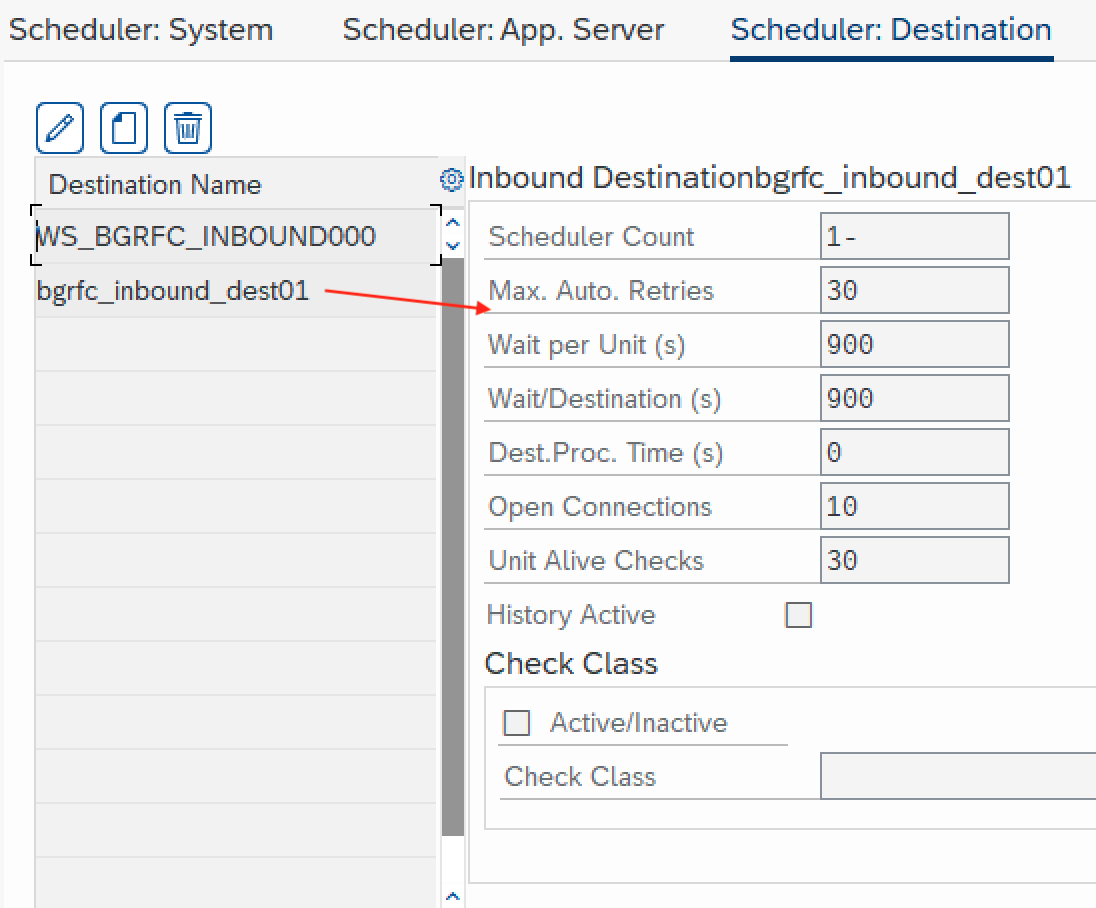 Scheduler: System Scheduler: App. Server Scheduler: Destination
Destination Name
WS_BGRFC_INBOUND000
bgrfc_inbound_dest01
Inbound Destinationbgrfc_inbound_dest01
Scheduler Count 1-
Max. Auto. Retries 30
Wait per Unit (s) 900
Wait/Destination (s) 900
Dest.Proc. Time (s) 0
Open Connections 10
Unit Alive Checks 30
History Active
Check Class
Active/Inactive
Check Class